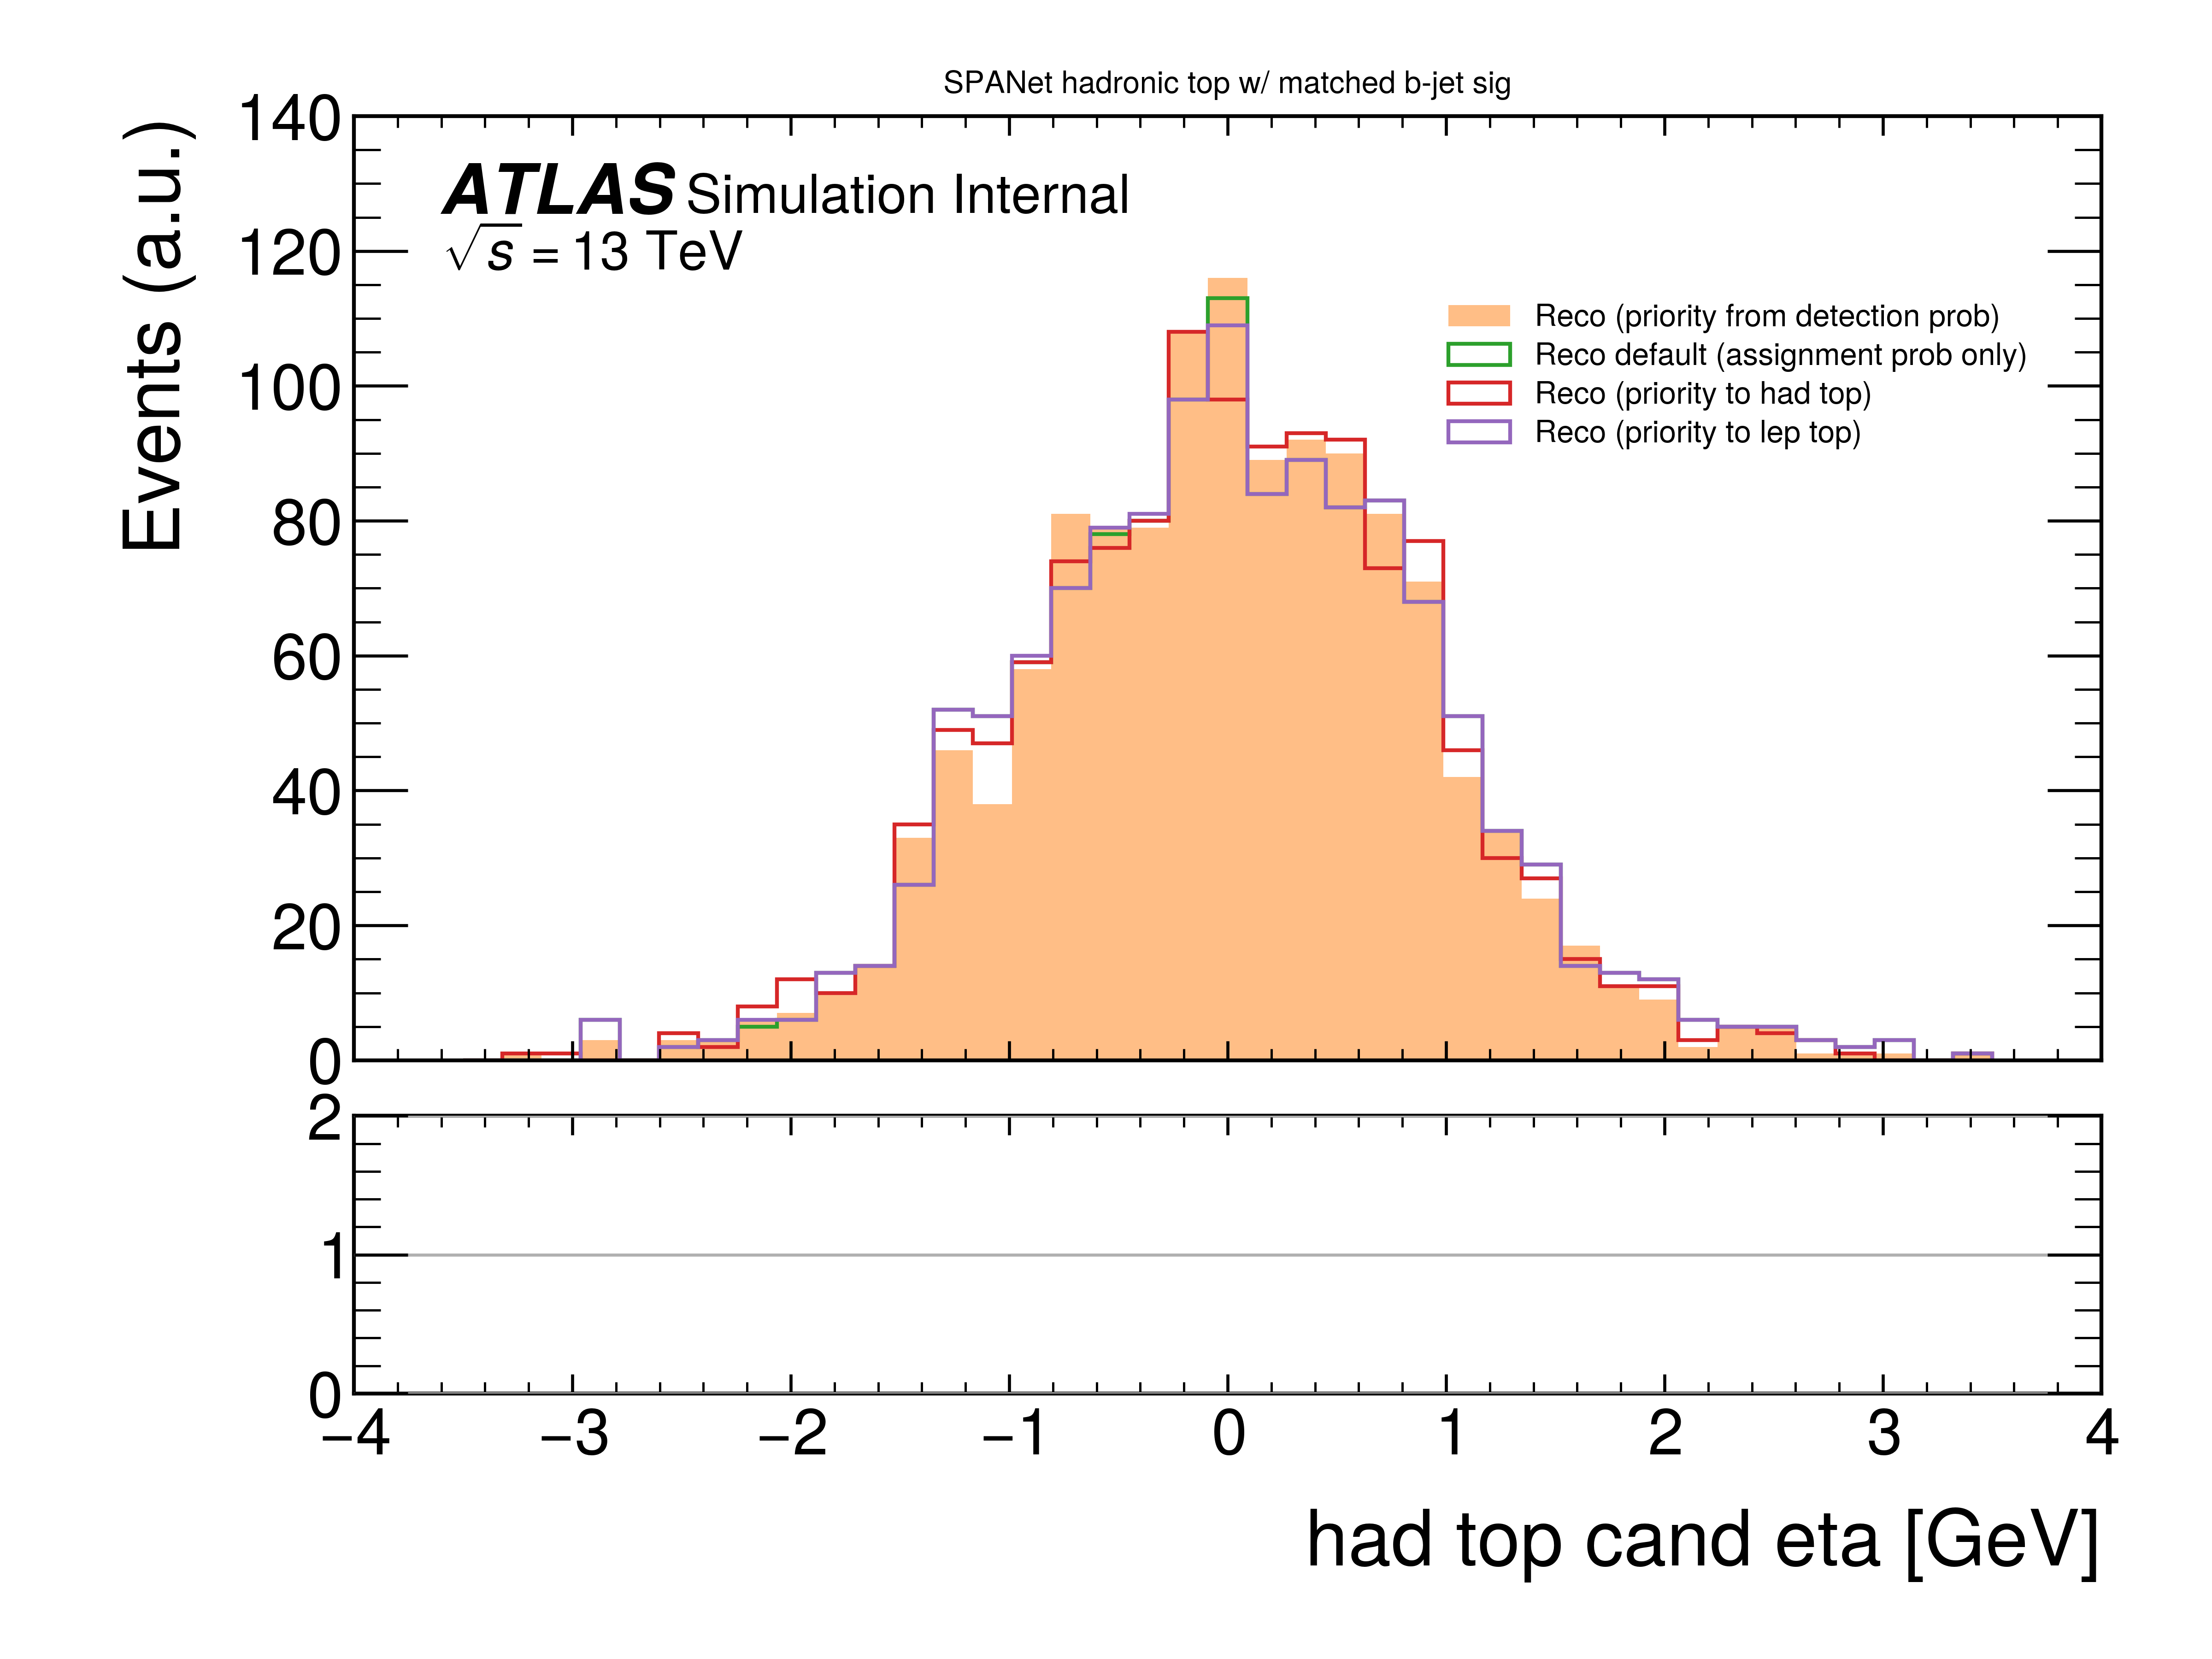 SPANet hadronic top w/ matched b-jet sig
Events (a.u.)
140
120
100
80
60
40
20
0
ATLAS Simulation Internal
√s = 13 TeV
Reco (priority from detection prob)
Reco default (assignment prob only)
Reco (priority to had top)
Reco (priority to lep top)
2
1
0
−4 −3 −2 −1 0 1 2 3 4
had top cand eta [GeV]